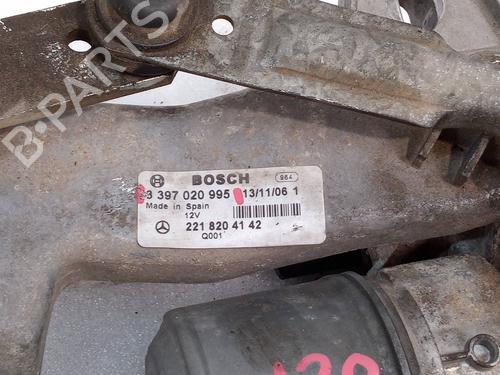 B-PARTS
BOSCH 964
3 397 020 995 13/11/06 1
Made in Spain
12V
221 820 41 42
Q001